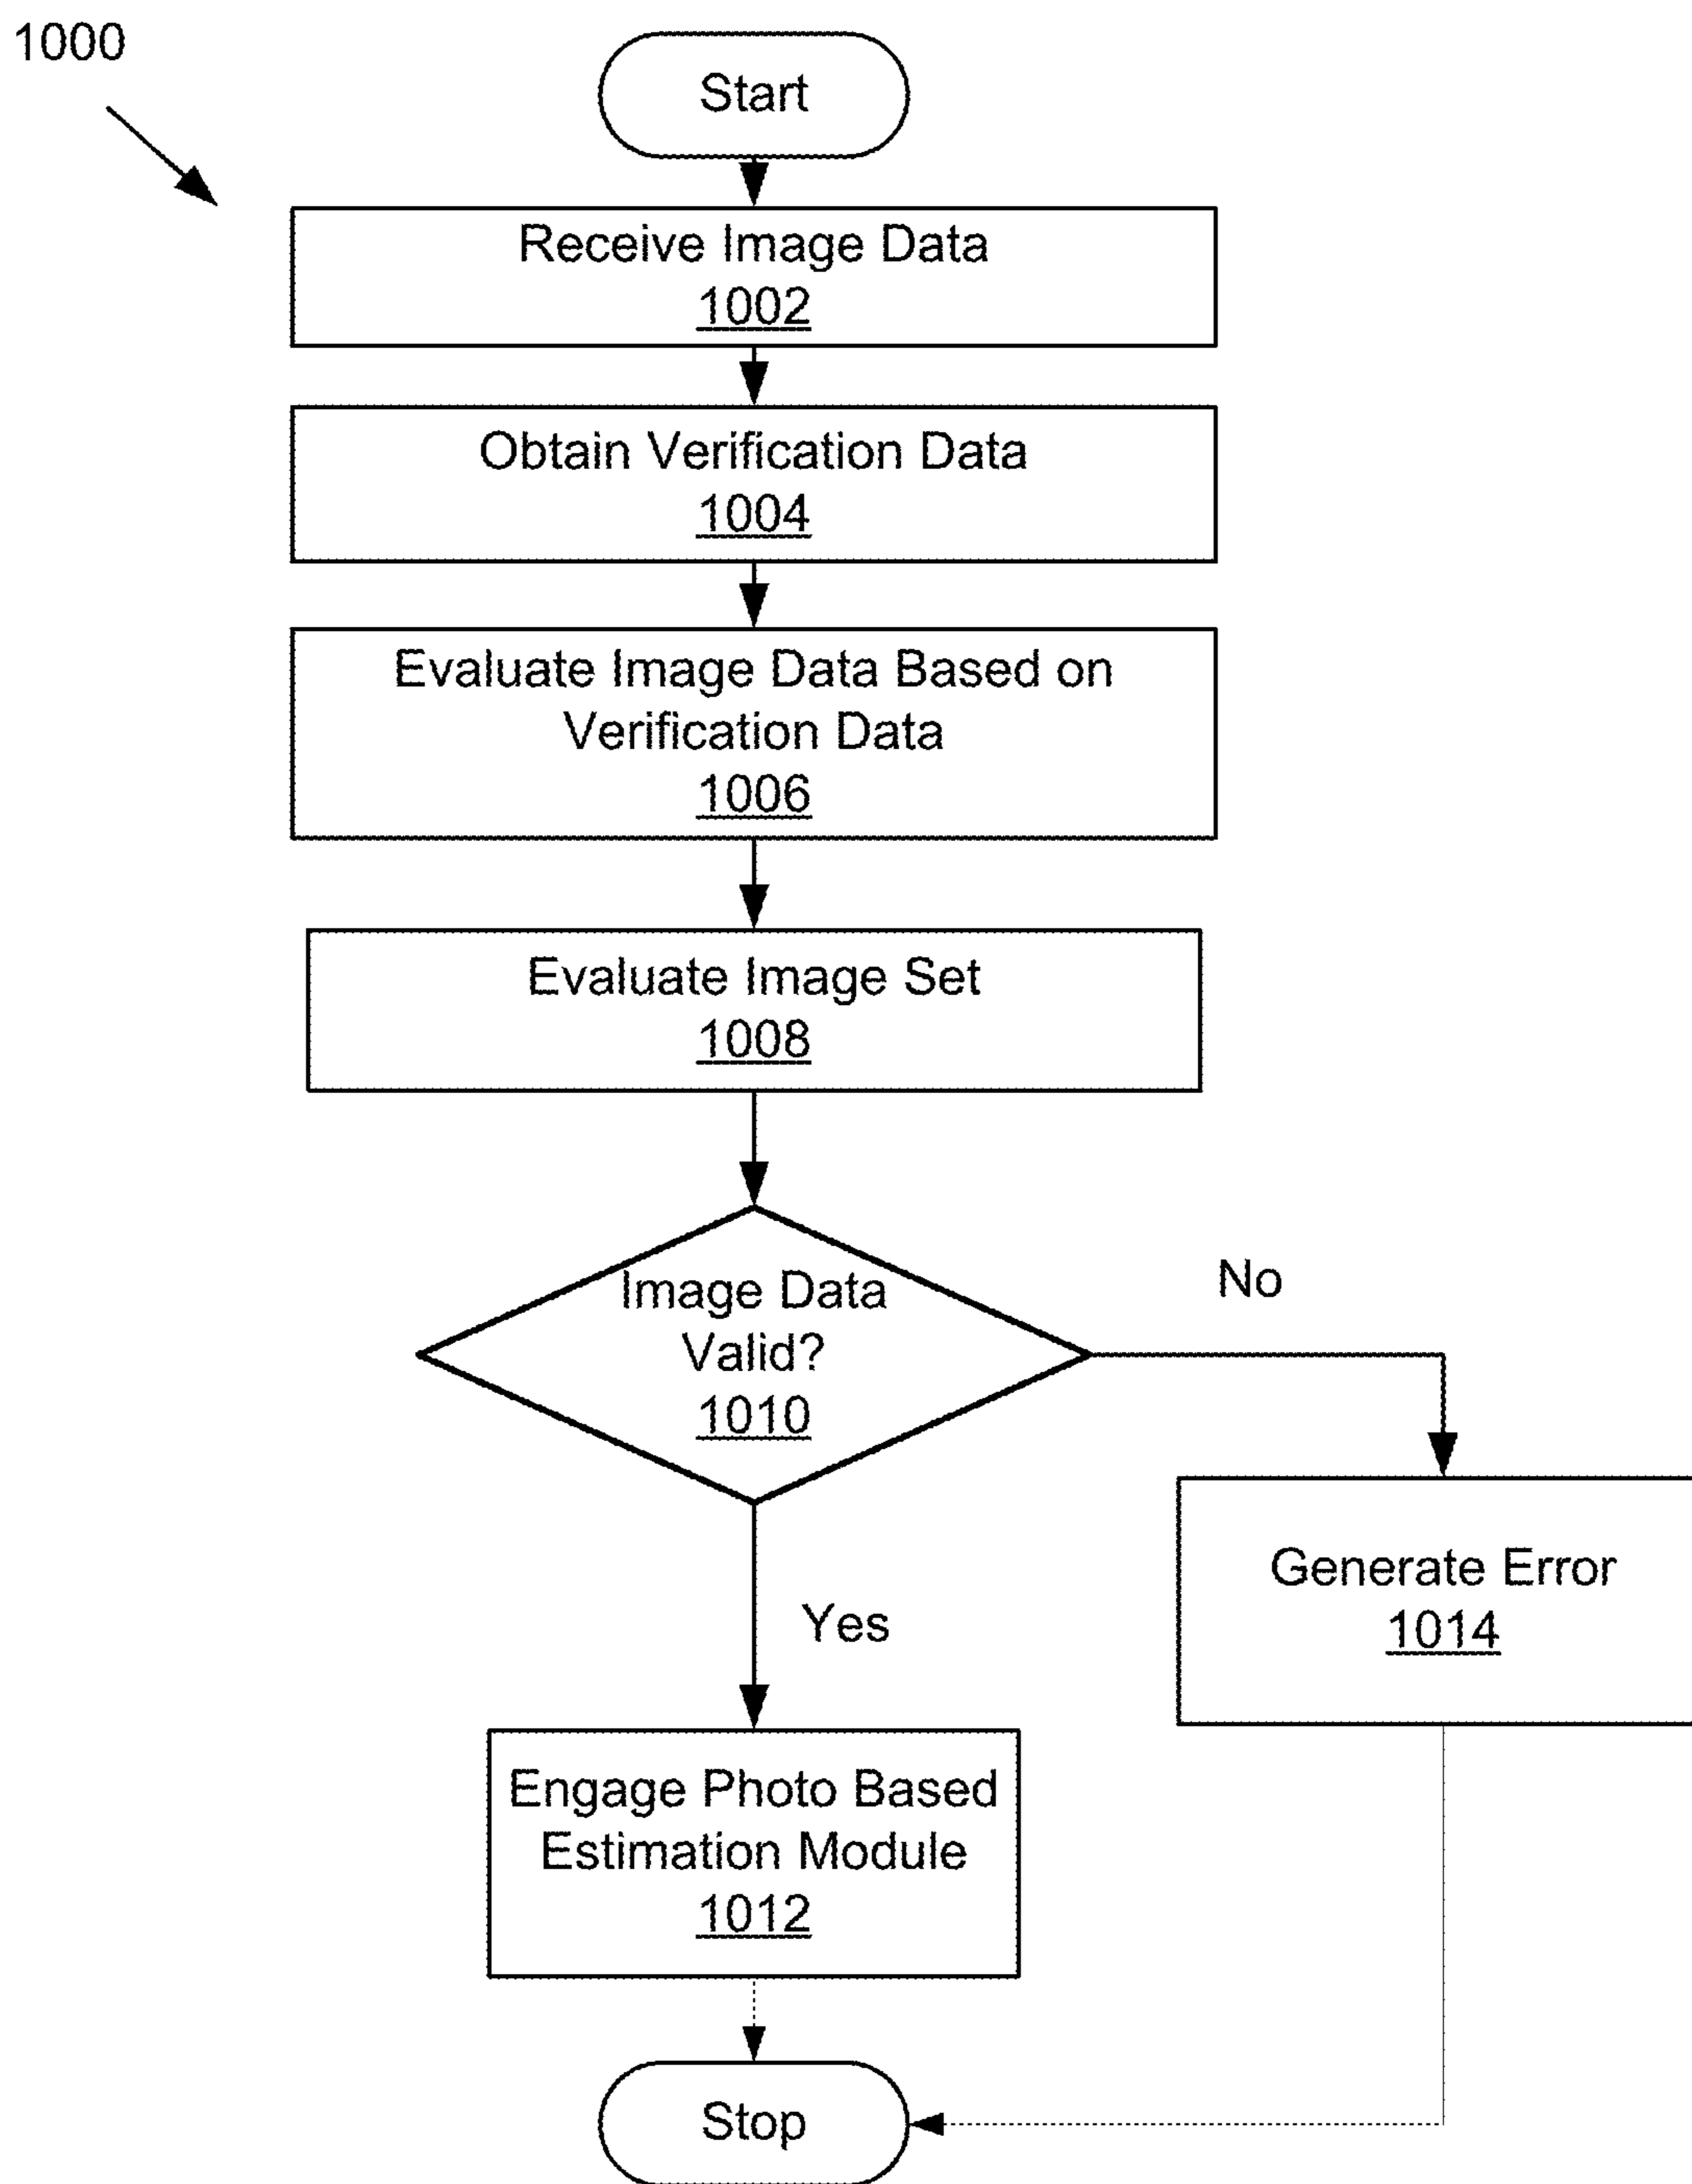 1000
Start
Receive Image Data
1002
Obtain Verification Data
1004
Evaluate Image Data Based on
Verification Data
1006
Evaluate Image Set
1008
Image Data
Valid?
1010
No
Yes
Generate Error
1014
Engage Photo Based
Estimation Module
1012
Stop